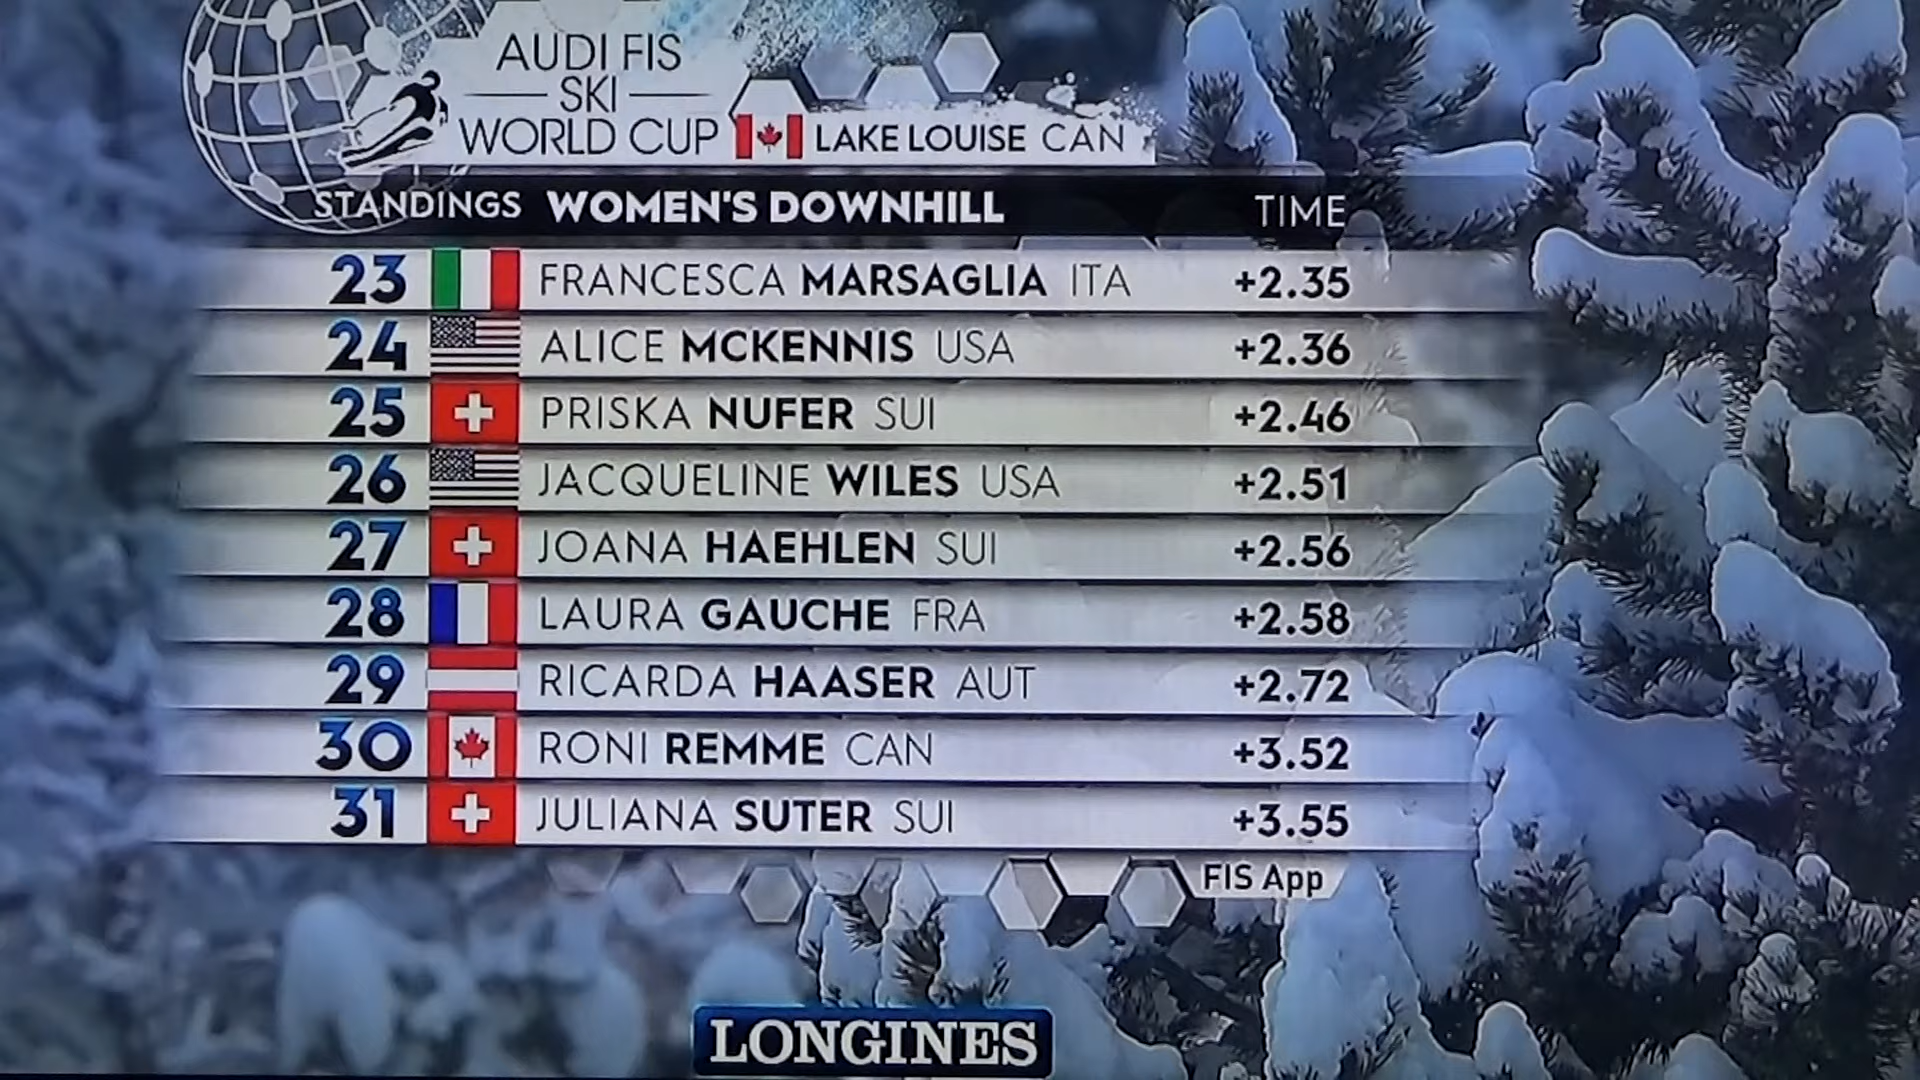 AUDI FIS
SKI
WORLD CUP LAKE LOUISE CAN
STANDINGS WOMEN'S DOWNHILL TIME
23 FRANCESCA MARSAGLIA ITA +2.35
24 ALICE MCKENNIS USA +2.36
25 PRISKA NUFER SUI +2.46
26 JACQUELINE WILES USA +2.51
27 JOANA HAEHLEN SUI +2.56
28 LAURA GAUCHE FRA +2.58
29 RICARDA HAASER AUT +2.72
30 RONI REMME CAN +3.52
31 JULIANA SUTER SUI +3.55
FIS App
LONGINES